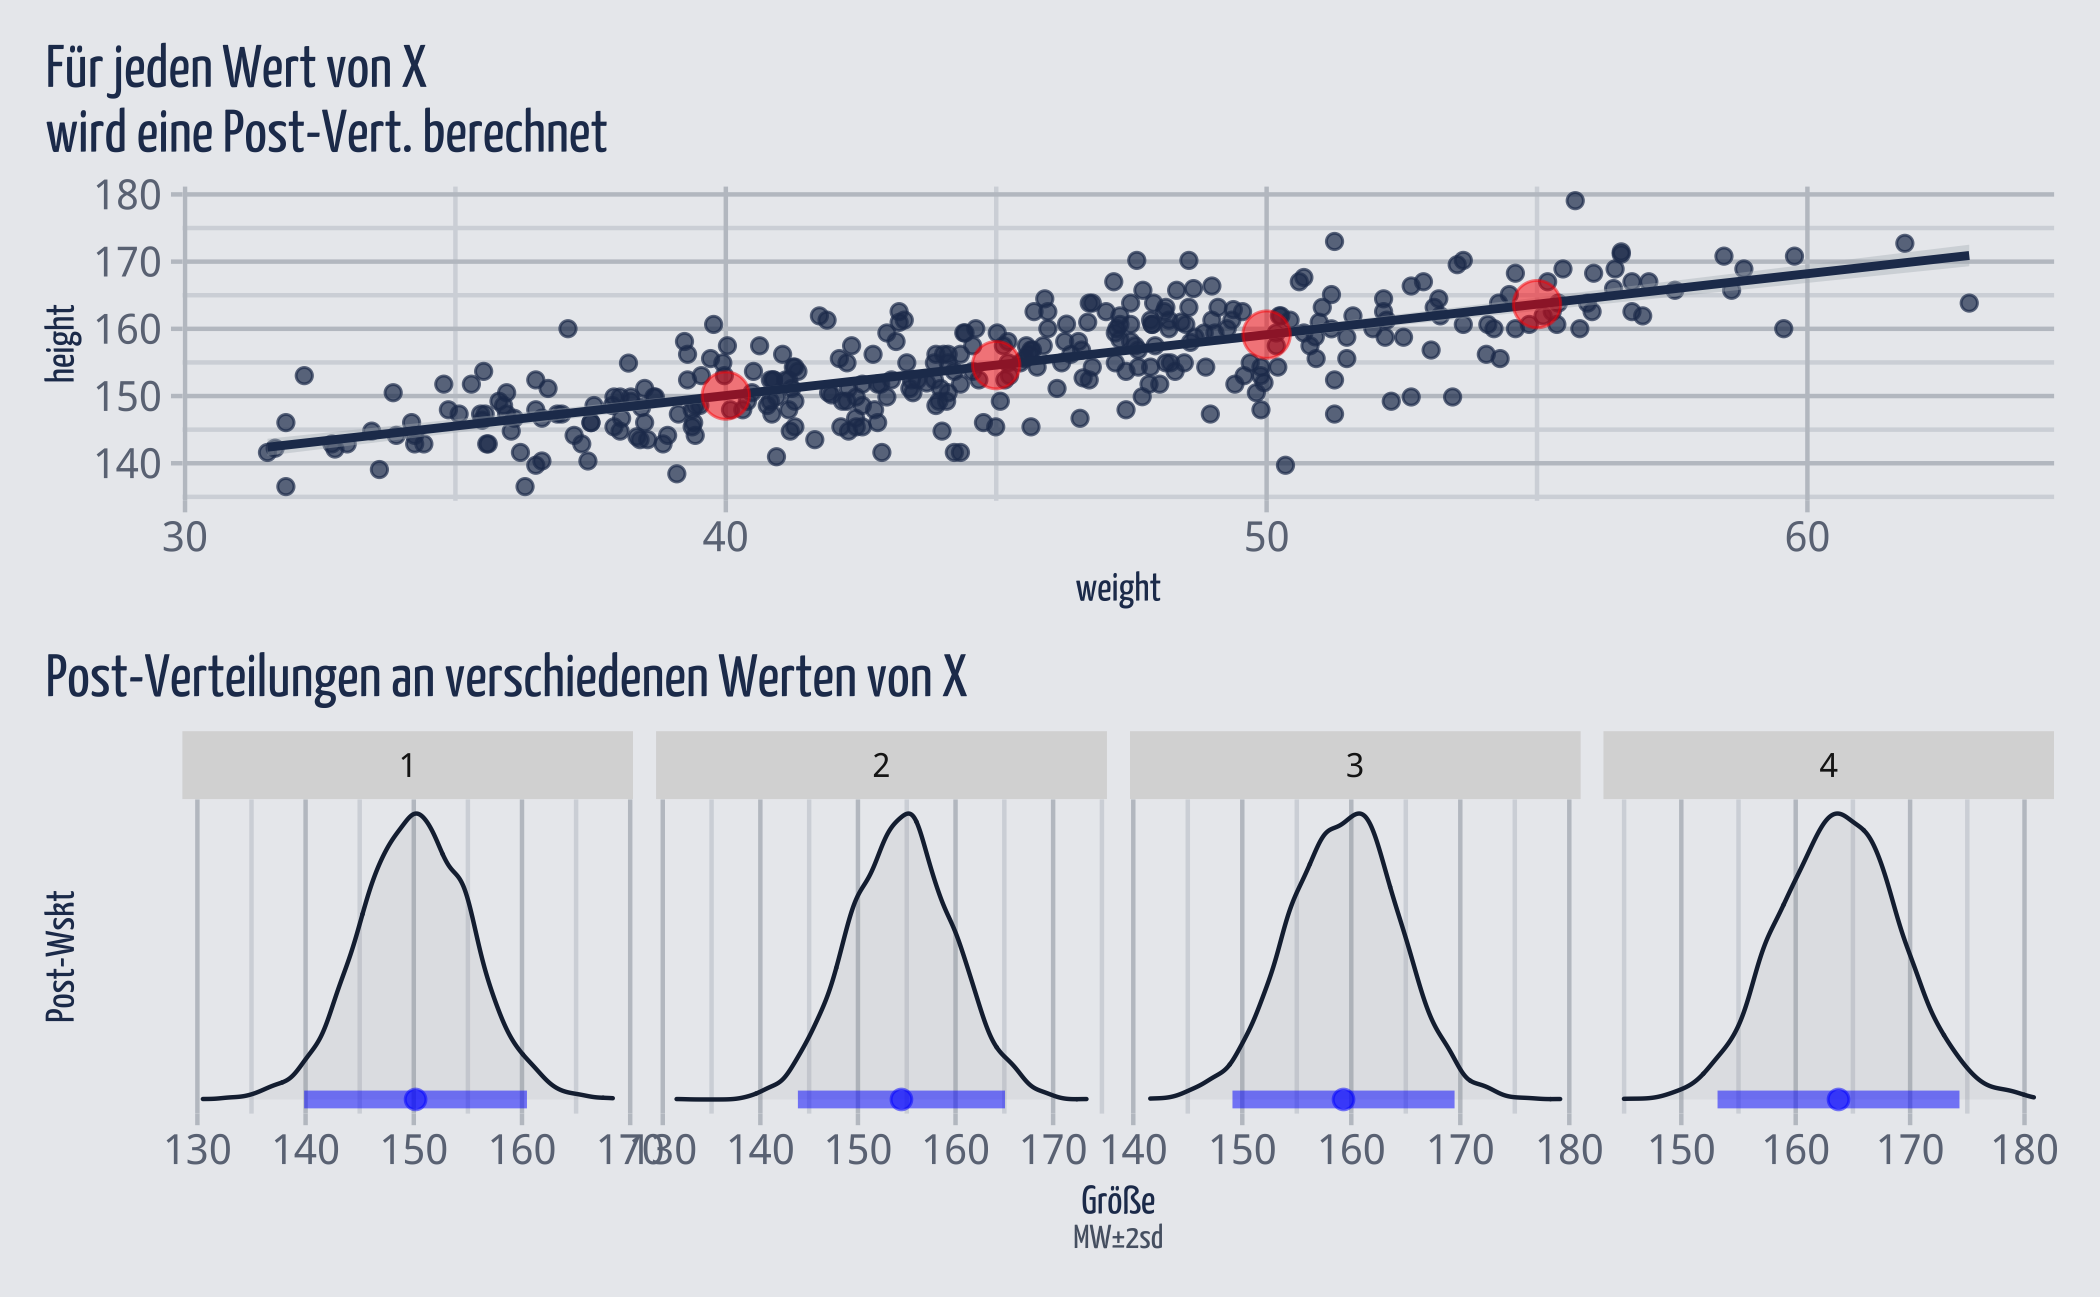 Für jeden Wert von X
wird eine Post-Vert. berechnet
180
170
160
150
140
height
30 40 50 60
weight
Post-Verteilungen an verschiedenen Werten von X
1 2 3 4
Post-Wskt
130 140 150 160 170 130 140 150 160 170 140 150 160 170 180 150 160 170 180
Größe
MW±2sd